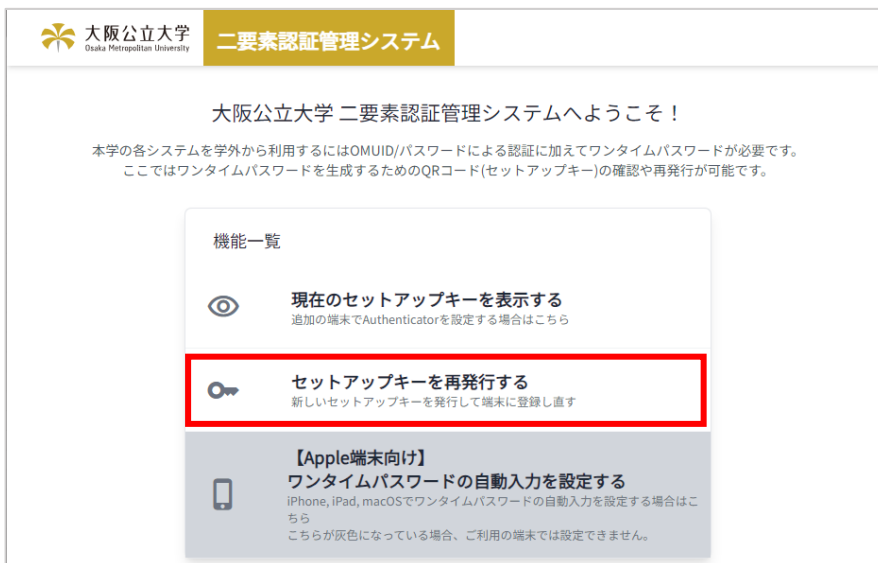 大阪公立大学
Osaka Metropolitan University
二要素認証管理システム
大阪公立大学 二要素認証管理システムへようこそ！
本学の各システムを学外から利用するにはOMUID/パスワードによる認証に加えてワンタイムパスワードが必要です。
ここではワンタイムパスワードを生成するためのQRコード(セットアップキー)の確認や再発行が可能です。
機能一覧
現在のセットアップキーを表示する
追加の端末でAuthenticatorを設定する場合はこちら
セットアップキーを再発行する
新しいセットアップキーを発行して端末に登録し直す
【Apple端末向け】
ワンタイムパスワードの自動入力を設定する
iPhone, iPad, macOSでワンタイムパスワードの自動入力を設定する場合はこ
ちら
こちらが灰色になっている場合、ご利用の端末では設定できません。